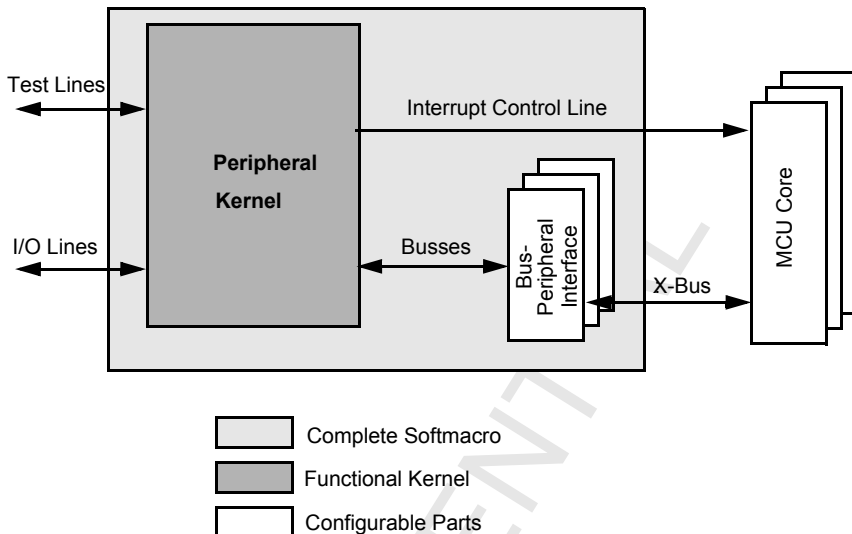 Test Lines
Interrupt Control Line
Peripheral
Kernel
I/O Lines
Busses
Bus-
Peripheral
Interface
X-Bus
MCU Core
Complete Softmacro
Functional Kernel
Configurable Parts